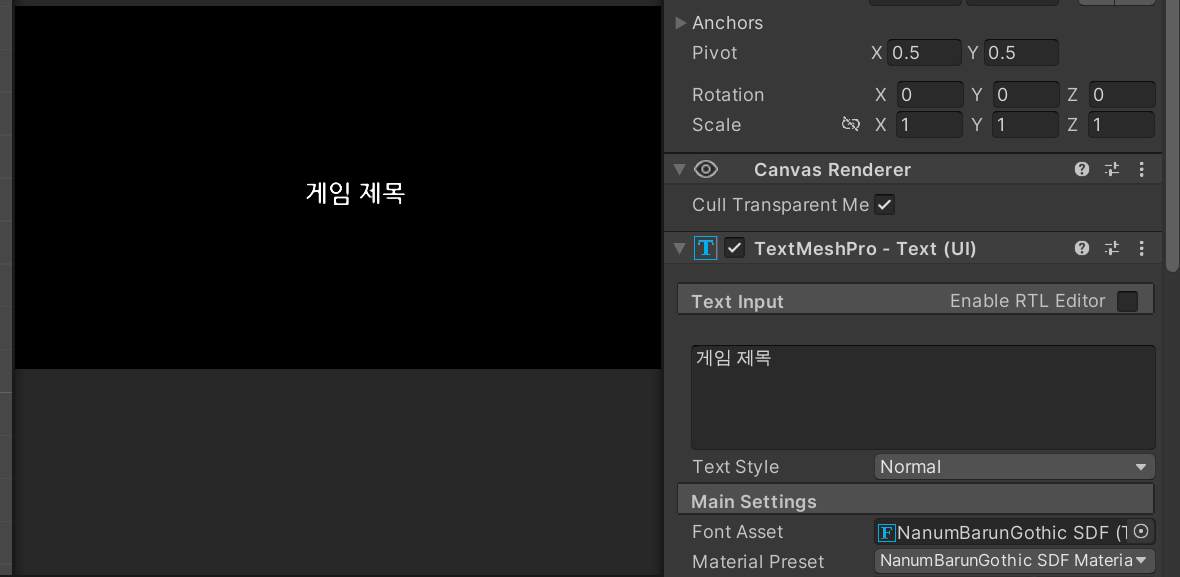 게임 제목
Anchors
Pivot X 0.5 Y 0.5
Rotation X 0 Y 0 Z 0
Scale X 1 Y 1 Z 1
Canvas Renderer
Cull Transparent Me
TextMeshPro - Text (UI)
Text Input Enable RTL Editor
게임 제목
Text Style Normal
Main Settings
Font Asset F NanumBarunGothic SDF (T
Material Preset NanumBarunGothic SDF Materia